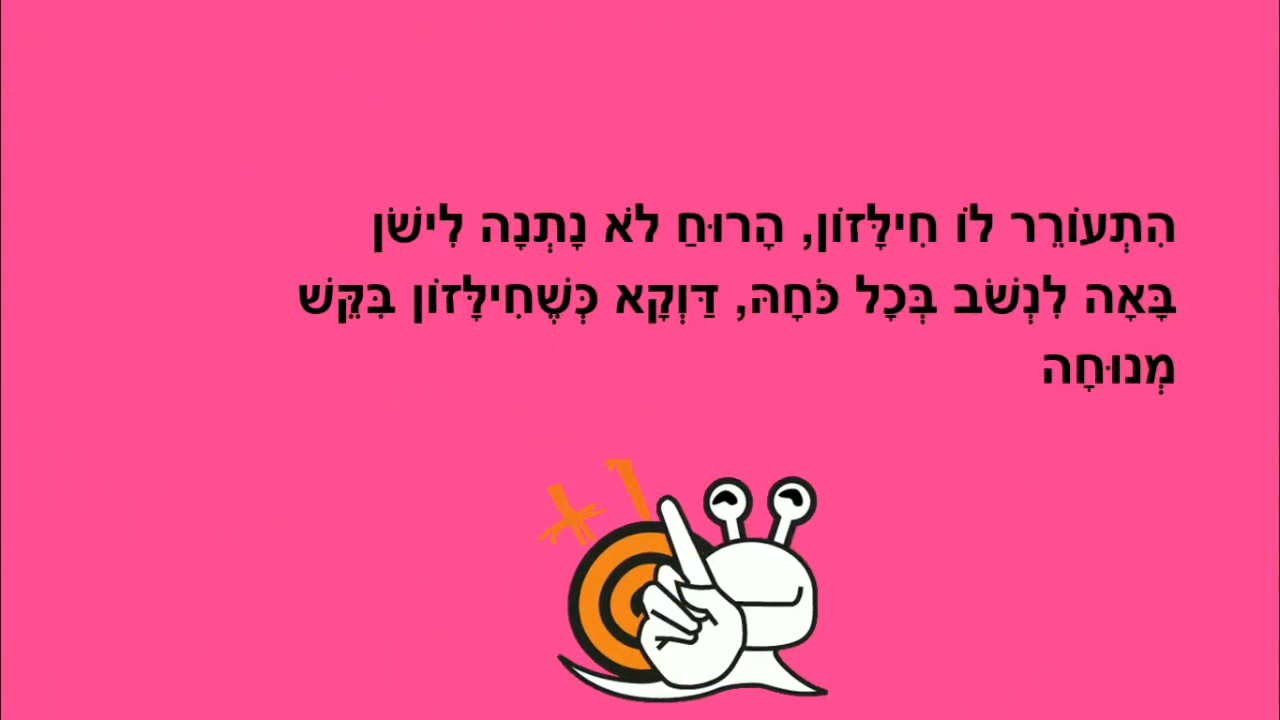 הִתְעוֹרֵר לוֹ חִילָּזוֹן, הָרוּחַ לֹא נָתְנָה לִישֹׁן
בָּאָה לִנְשֹׁב בְּכָל כֹּחָהּ, דַּוְקָא כְּשֶׁחִילָּזוֹן בִּקֵּשׁ
מְנוּחָה